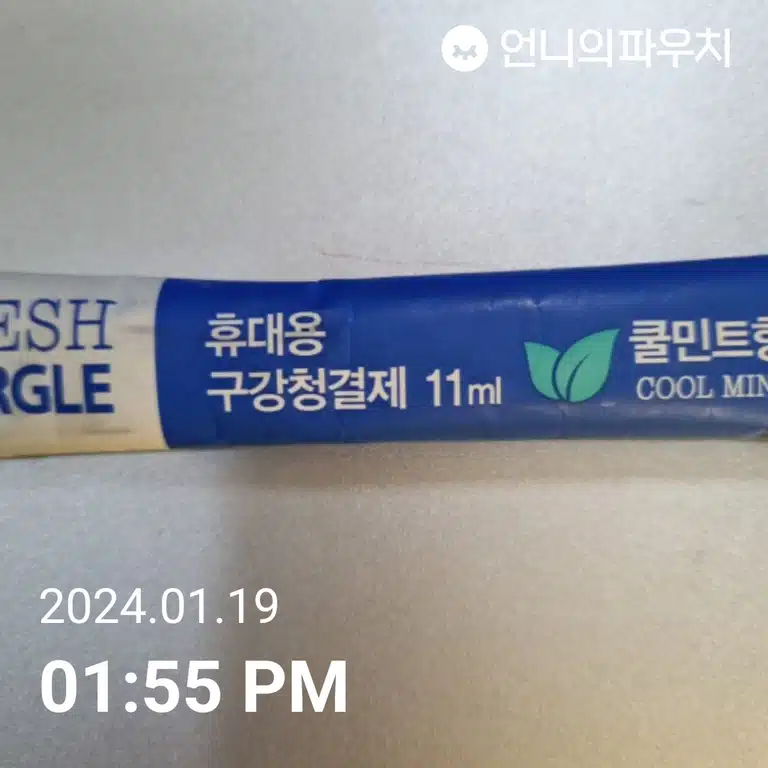 언니의파우치
ESH
RGLE
휴대용
구강청결제 11ml
쿨민트향
COOL MIN
2024.01.19
01:55 PM